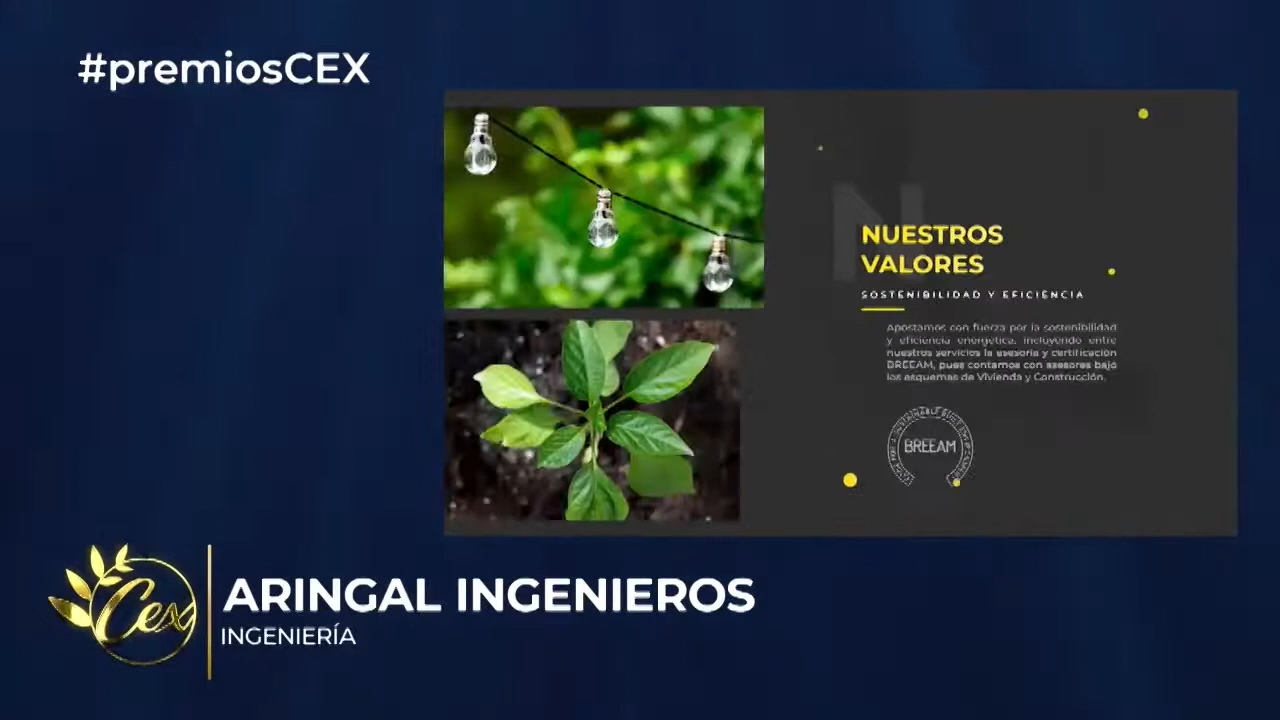 #premiosCEX
N
NUESTROS
VALORES
SOSTENIBILIDAD Y EFICIENCIA
Apostamos con fuerza por la sostenibilidad
y eficiencia energética, incluyendo entre
nuestros servicios la asesoría y certificación
BREEAM, pues contamos con asesores bajo
los esquemas de Vivienda y Construcción.
BREEAM
Cex
ARINGAL INGENIEROS
INGENIERÍA